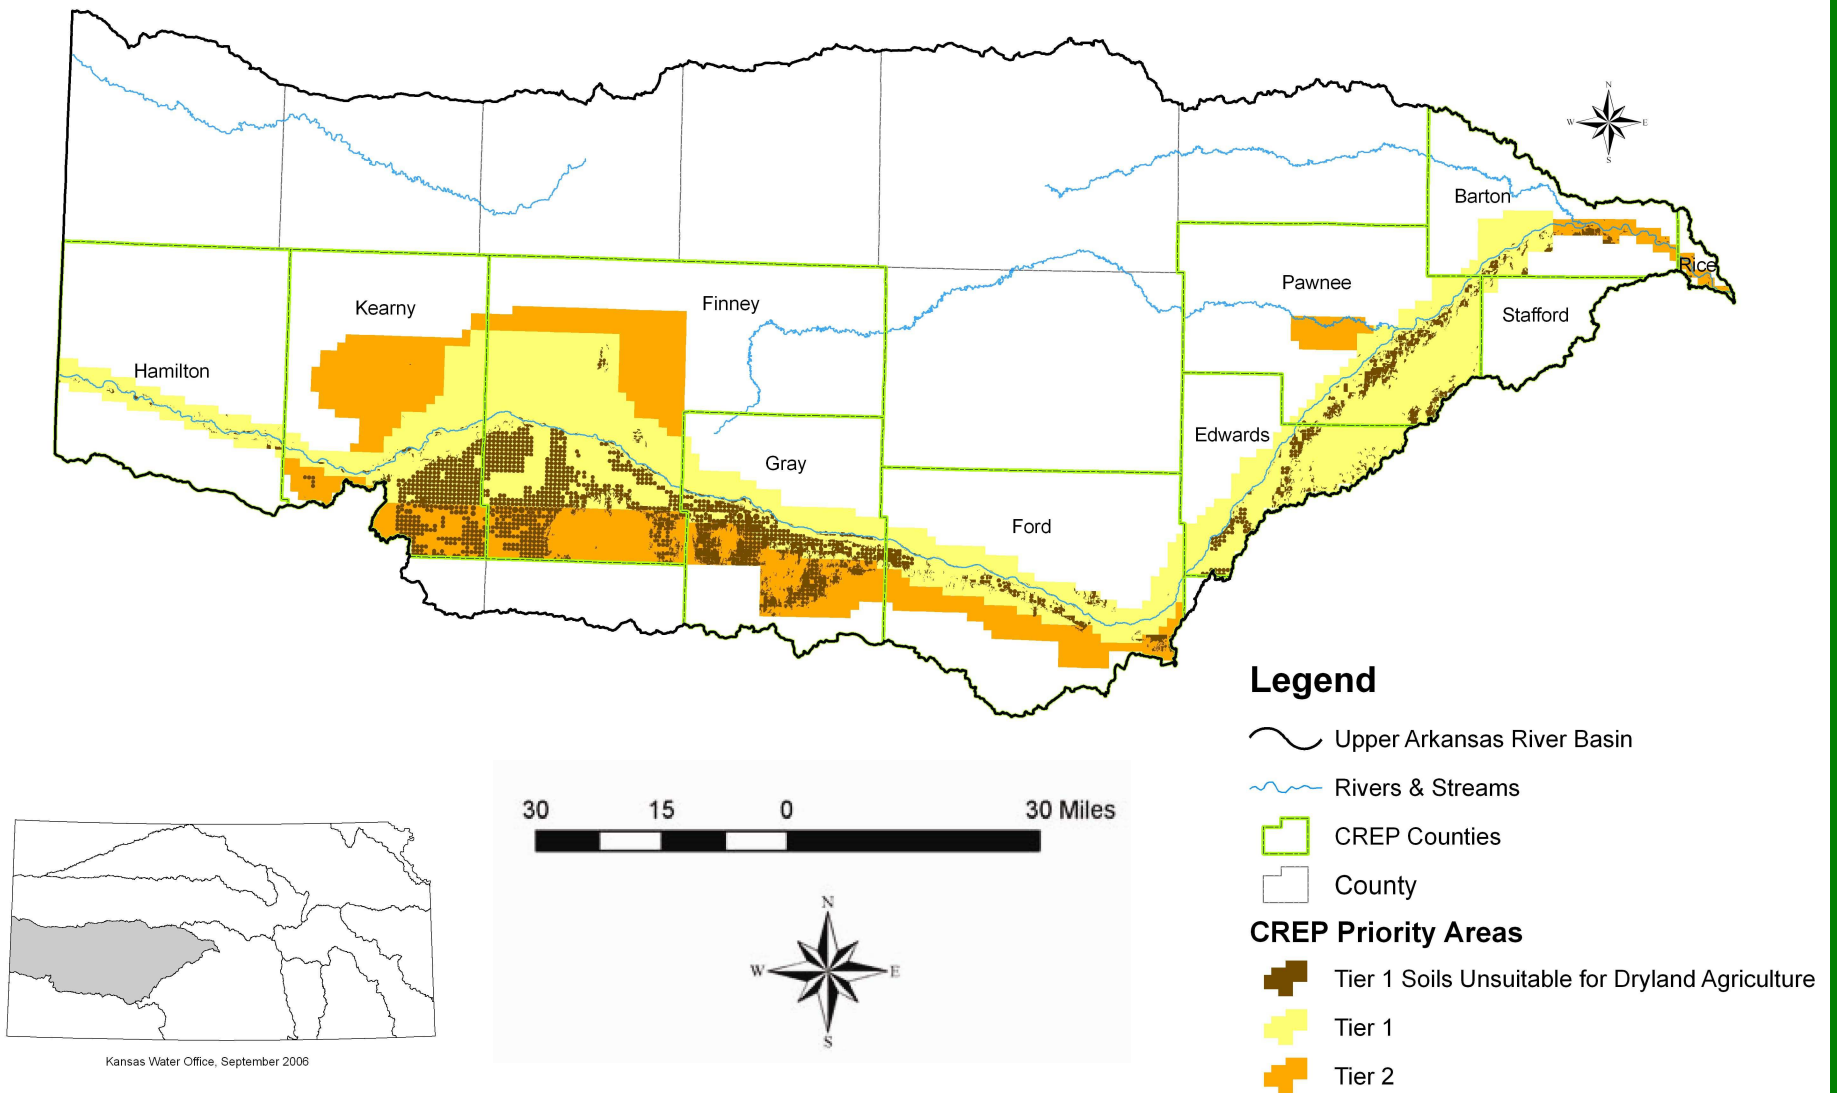 N
W E
S
Barton
Rice
Pawnee
Finney
Kearny
Stafford
Hamilton
Edwards
Gray
Ford
Legend
Upper Arkansas River Basin
Rivers & Streams
CREP Counties
County
CREP Priority Areas
Tier 1 Soils Unsuitable for Dryland Agriculture
Tier 1
Tier 2
30 15 0 30 Miles
N
W E
S
Kansas Water Office, September 2006